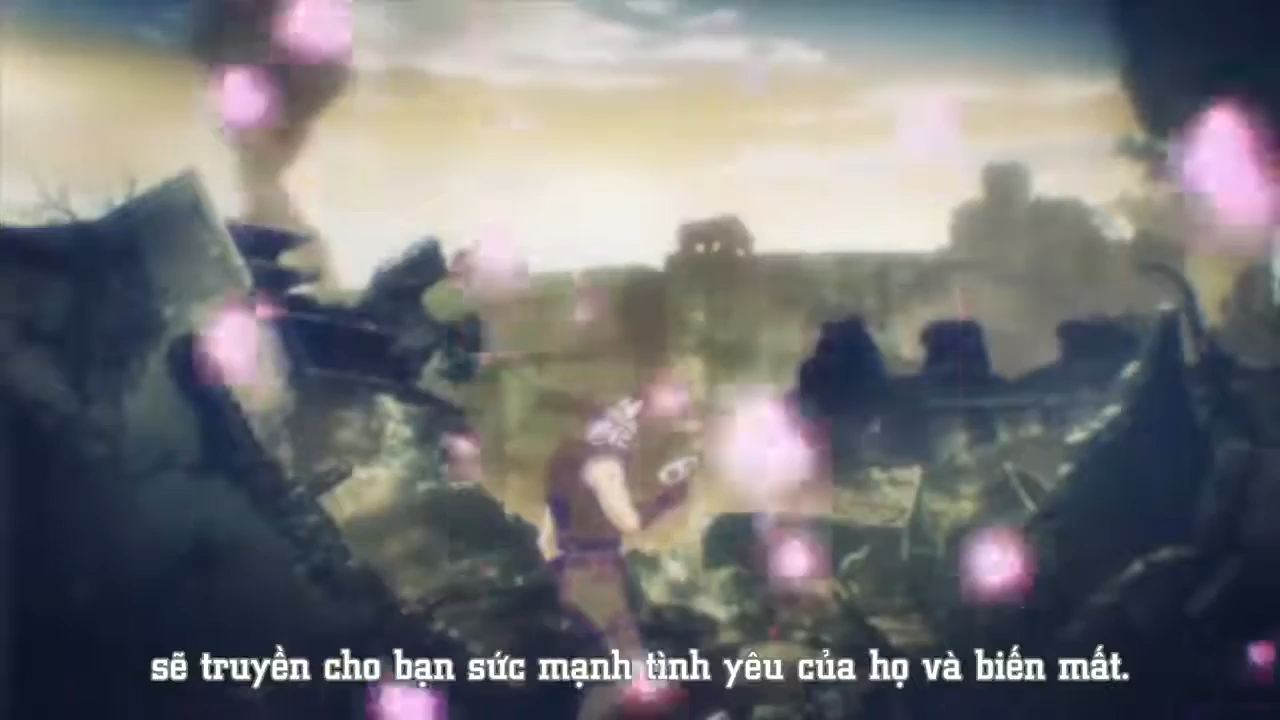 sẽ truyền cho bạn sức mạnh tình yêu của họ và biến mất.